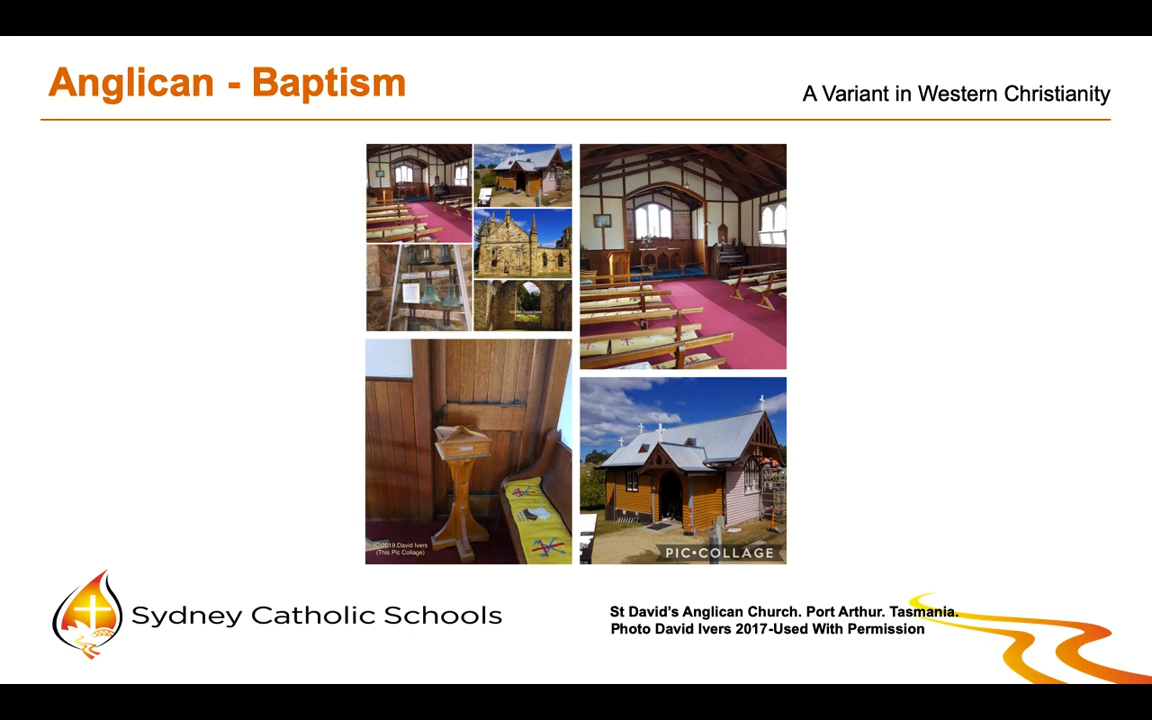 Anglican - Baptism
A Variant in Western Christianity
(C)2019 David Ivers
(This Pic Collage)
PIC•COLLAGE
Sydney Catholic Schools
St David’s Anglican Church. Port Arthur. Tasmania.
Photo David Ivers 2017-Used With Permission